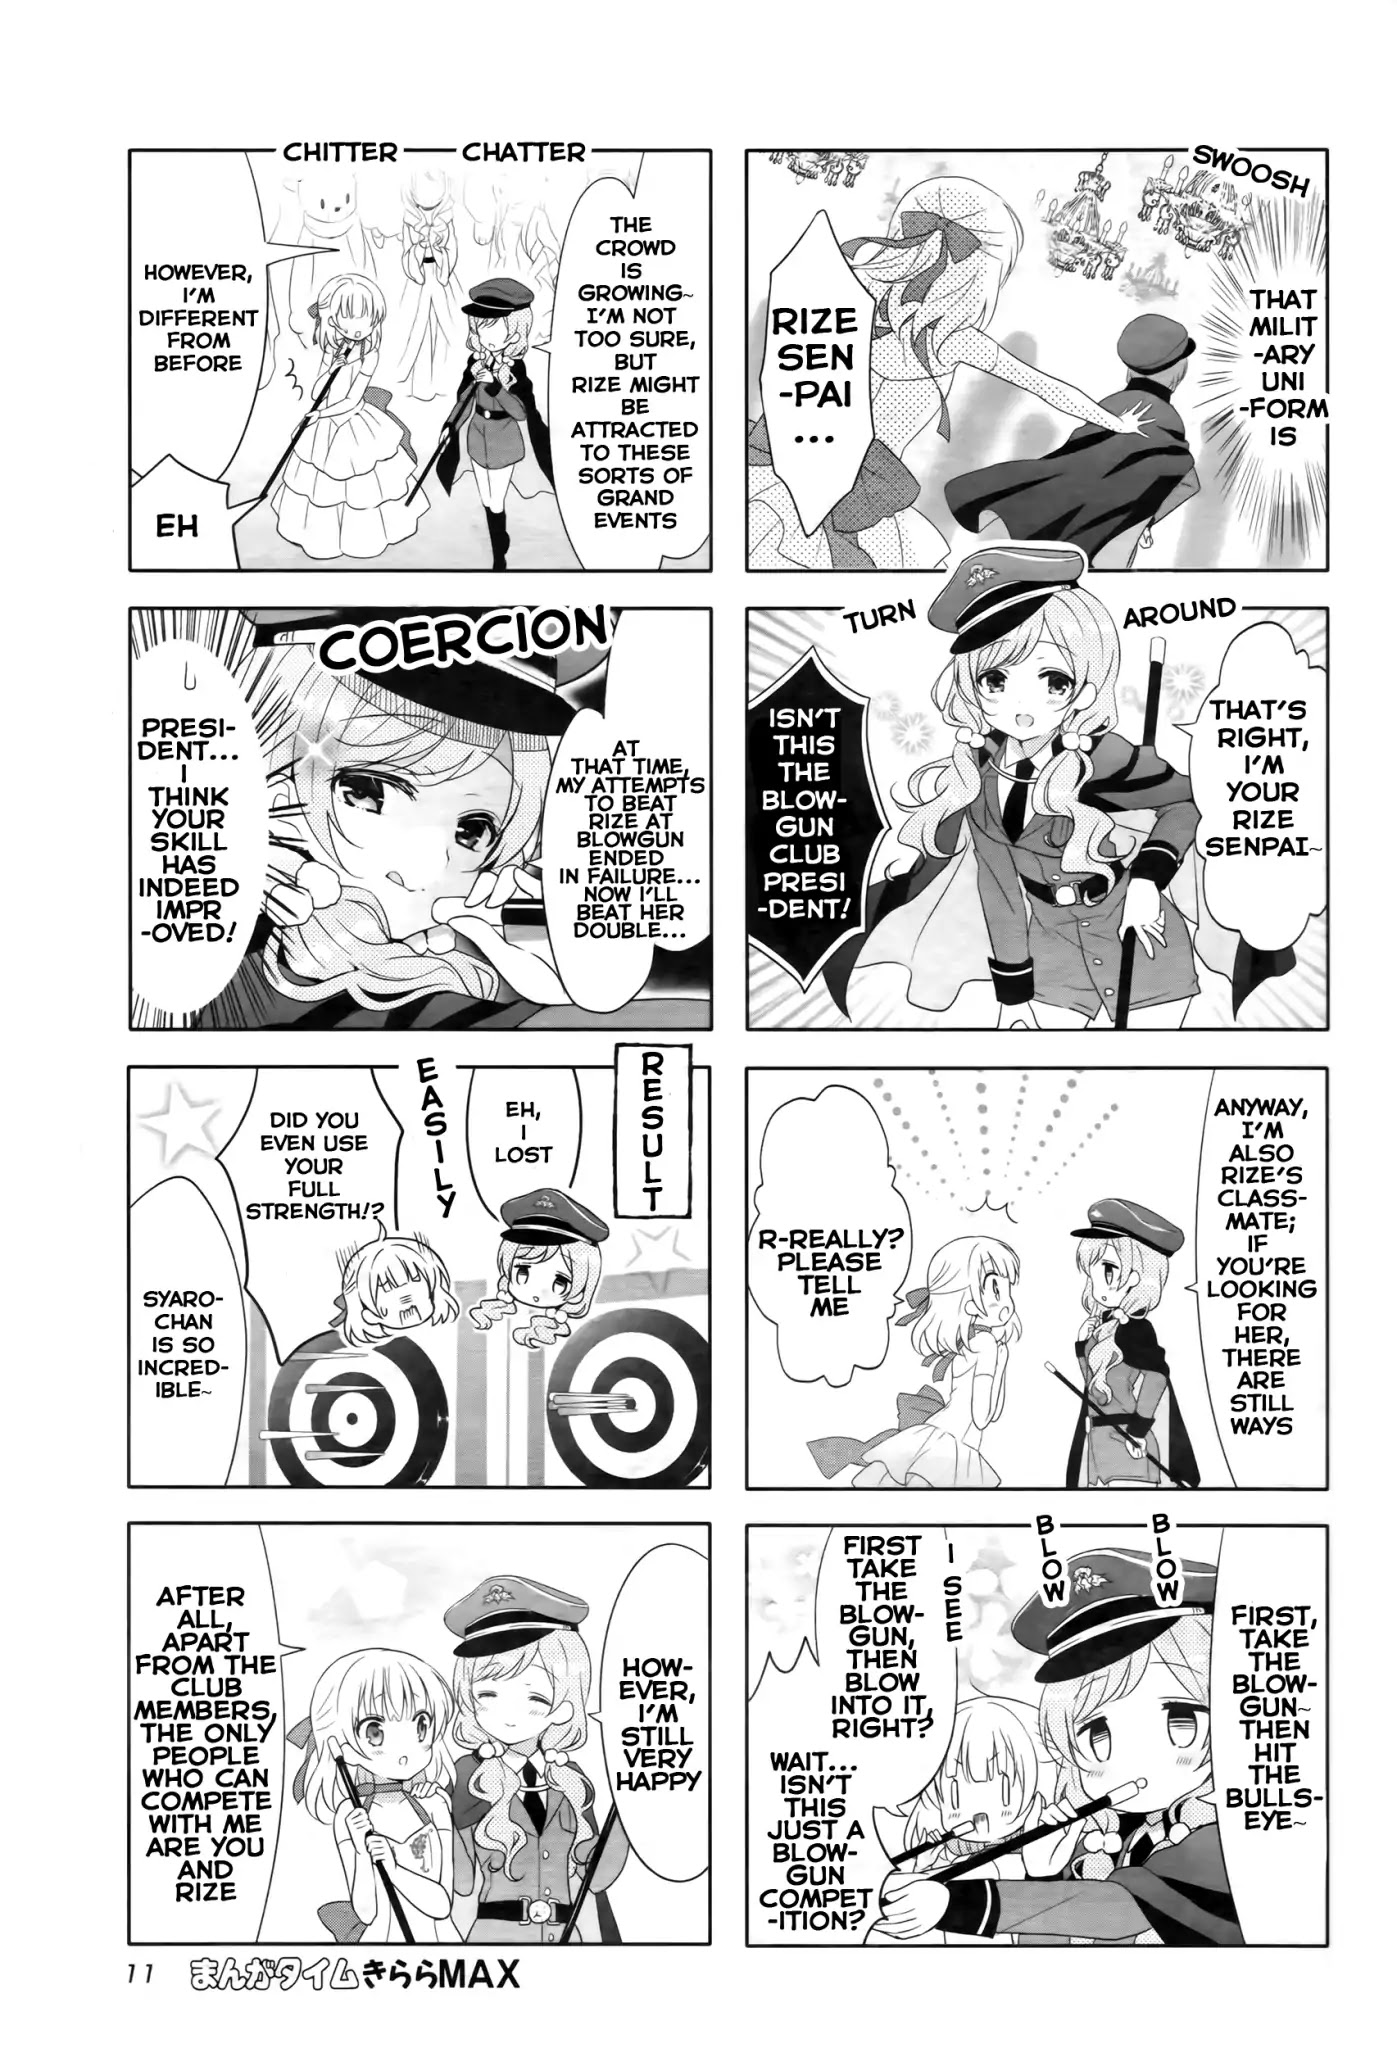 SWOOSH
THAT
MILIT
-ARY
UNI
-FORM
IS
RIZE
SEN
-PAI
...
TURN AROUND
THAT'S
RIGHT,
I'M
YOUR
RIZE
SENPAI~
ISN'T
THIS
THE
BLOW-
GUN
CLUB
PRESI
-DENT!
ANYWAY,
I'M
ALSO
RIZE'S
CLASS-
MATE;
IF
YOU'RE
LOOKING
FOR
HER,
THERE
ARE
STILL
WAYS
R-REALLY?
PLEASE
TELL
ME
FIRST,
TAKE
THE
BLOW-
GUN~
THEN
HIT
THE
BULLS-
EYE~
BLOW
BLOW
I SEE
FIRST
TAKE
THE
BLOW-
GUN,
THEN
BLOW
INTO IT,
RIGHT?
WAIT...
ISN'T
THIS
JUST A
BLOW-
GUN
COMPET
-ITION?
CHITTER CHATTER
THE
CROWD
IS
GROWING~
I'M NOT
TOO SURE,
BUT
RIZE MIGHT
BE
ATTRACTED
TO THESE
SORTS OF
GRAND
EVENTS
HOWEVER,
I'M
DIFFERENT
FROM
BEFORE
EH
COERCION
AT
THAT TIME,
MY ATTEMPTS
TO BEAT
RIZE AT
BLOWGUN
ENDED
IN FAILURE...
NOW I'LL
BEAT HER
DOUBLE...
PRESI-
DENT...
I
THINK
YOUR
SKILL
HAS
INDEED
IMPR
-OVED!
RESULT
EH,
I
LOST
EASILY
DID YOU
EVEN USE
YOUR
FULL
STRENGTH!?
SYARO-
CHAN
IS SO
INCRED-
IBLE~
HOW-
EVER,
I'M
STILL
VERY
HAPPY
AFTER
ALL,
APART
FROM THE
CLUB
MEMBERS,
THE ONLY
PEOPLE
WHO CAN
COMPETE
WITH ME
ARE YOU
AND
RIZE
11 まんがタイムきららMAX